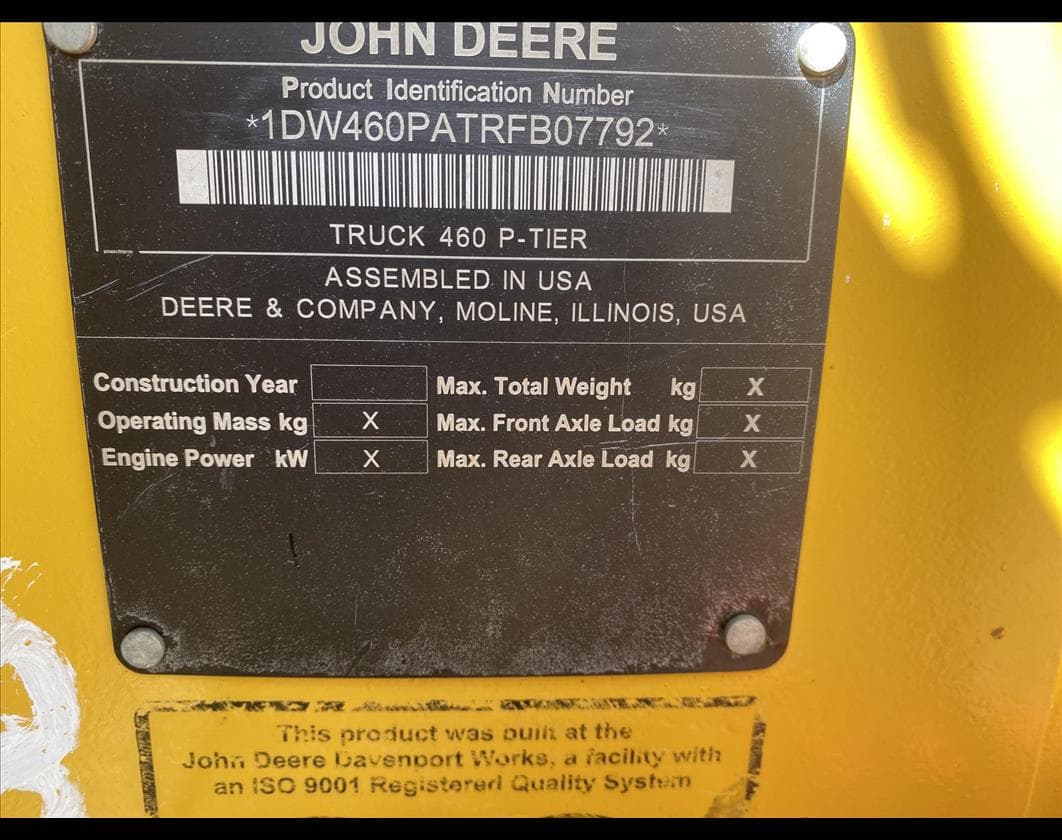 JOHN DEERE
Product Identification Number
*1DW460PATRFB07792*
TRUCK 460 P-TIER
ASSEMBLED IN USA
DEERE & COMPANY, MOLINE, ILLINOIS, USA
Construction Year Max. Total Weight kg X
Operating Mass kg X Max. Front Axle Load kg X
Engine Power kW X Max. Rear Axle Load kg X
This product was built at the
John Deere Davenport Works, a facility with
an ISO 9001 Registered Quality System